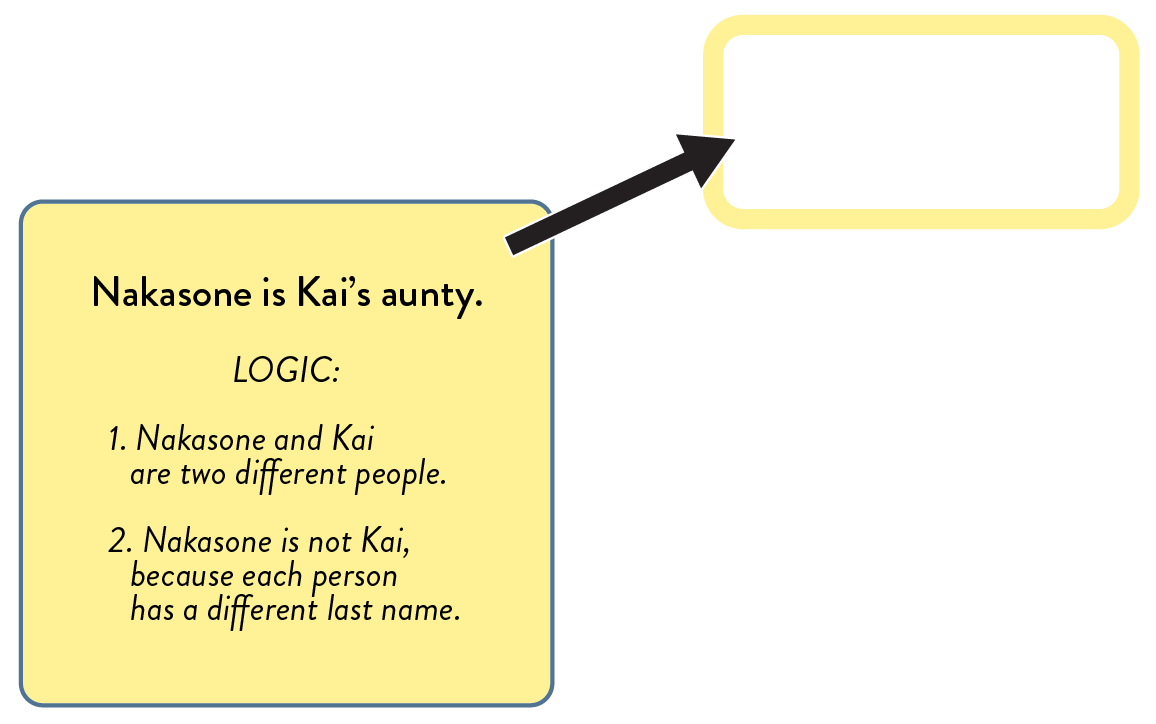 Nakasone is Kai’s aunty.
LOGIC:
1. Nakasone and Kai
are two different people.
2. Nakasone is not Kai,
because each person
has a different last name.